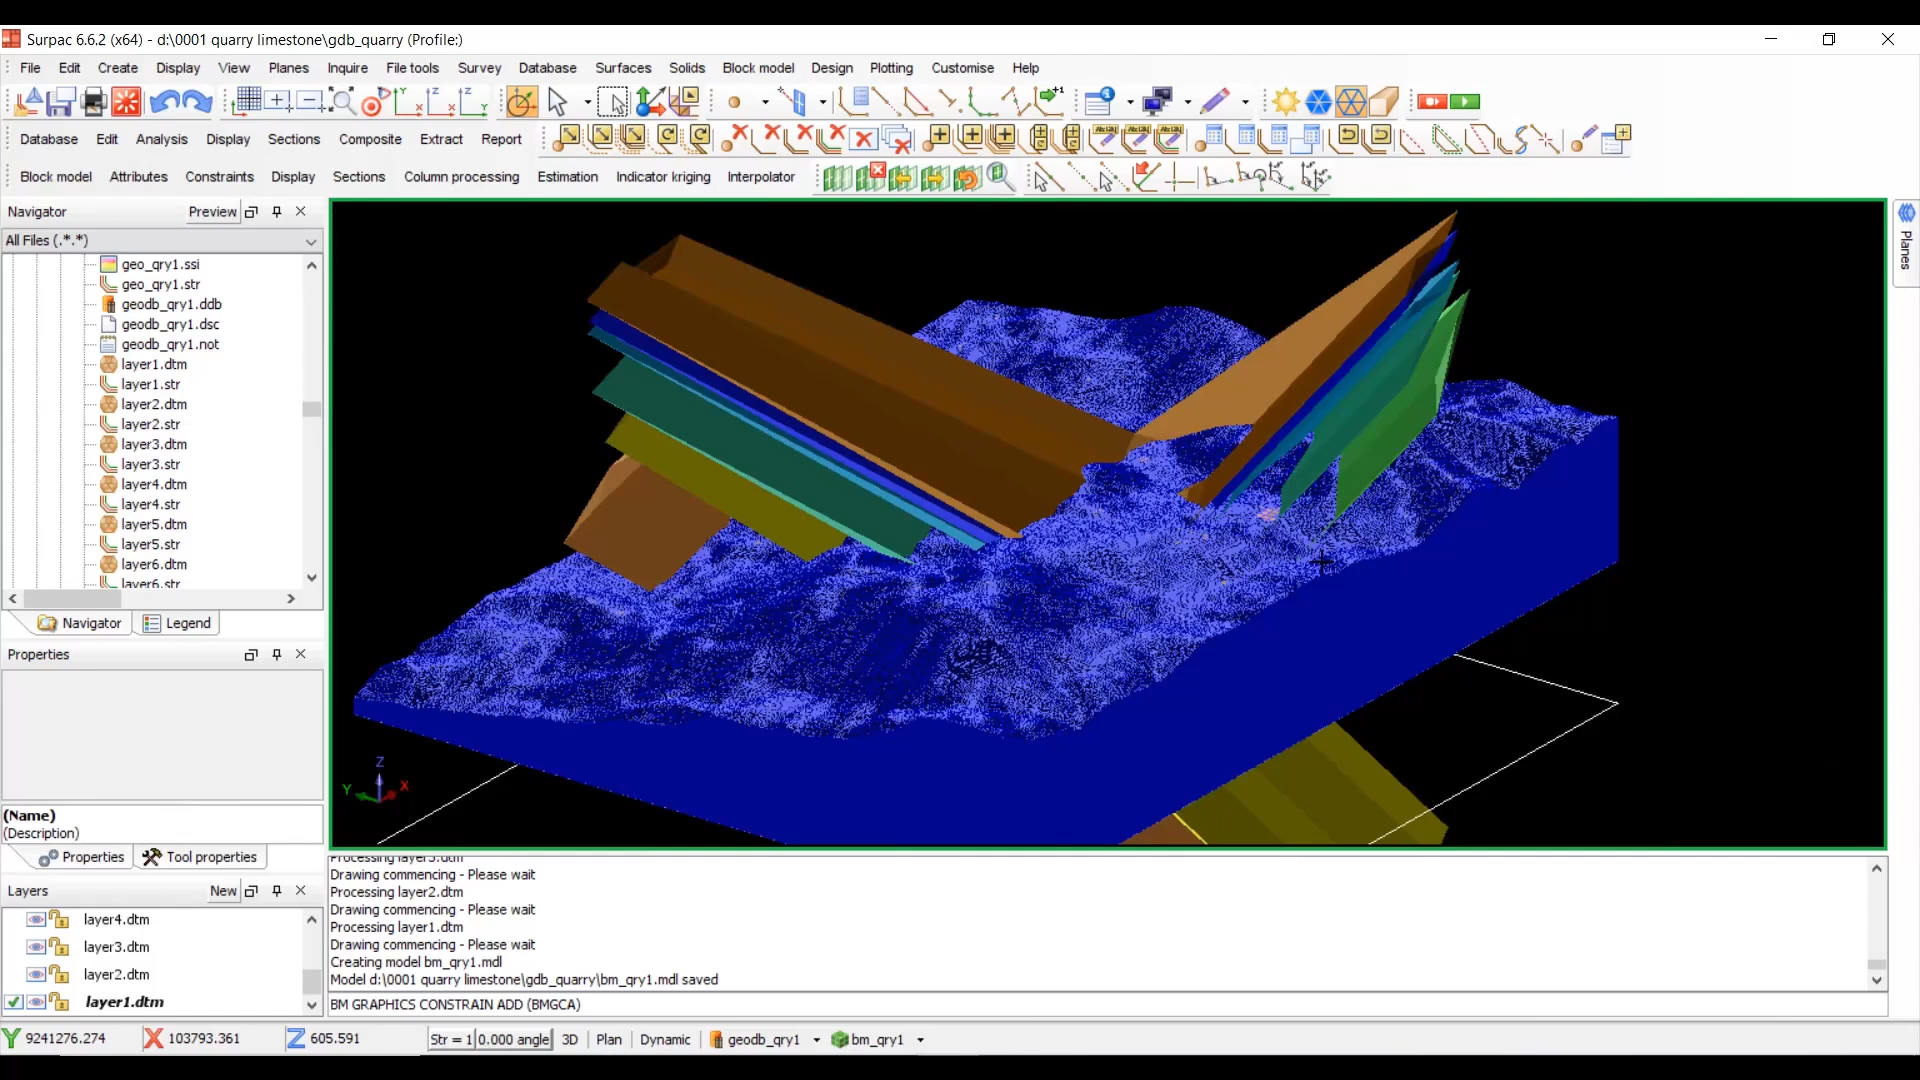 Surpac 6.6.2 (x64) - d:\0001 quarry limestone\gdb_quarry (Profile:)
File Edit Create Display View Planes Inquire File tools Survey Database Surfaces Solids Block model Design Plotting Customise Help
Database Edit Analysis Display Sections Composite Extract Report
Block model Attributes Constraints Display Sections Column processing Estimation Indicator kriging Interpolator
Navigator Preview
All Files (.*.*)
geo_qry1.ssi
geo_qry1.str
geodb_qry1.ddb
geodb_qry1.dsc
geodb_qry1.not
layer1.dtm
layer1.str
layer2.dtm
layer2.str
layer3.dtm
layer3.str
layer4.dtm
layer4.str
layer5.dtm
layer5.str
layer6.dtm
layer6.str
Navigator Legend
Properties
(Name)
(Description)
Properties Tool properties
Layers New
layer4.dtm
layer3.dtm
layer2.dtm
layer1.dtm
Planes
Z
Y X
Processing layer3.dtm
Drawing commencing - Please wait
Processing layer2.dtm
Drawing commencing - Please wait
Processing layer1.dtm
Drawing commencing - Please wait
Creating model bm_qry1.mdl
Model d:\0001 quarry limestone\gdb_quarry\bm_qry1.mdl saved
BM GRAPHICS CONSTRAIN ADD (BMGCA)
Y 9241276.274 X 103793.361 Z 605.591 Str = 1 0.000 angle 3D Plan Dynamic geodb_qry1 bm_qry1